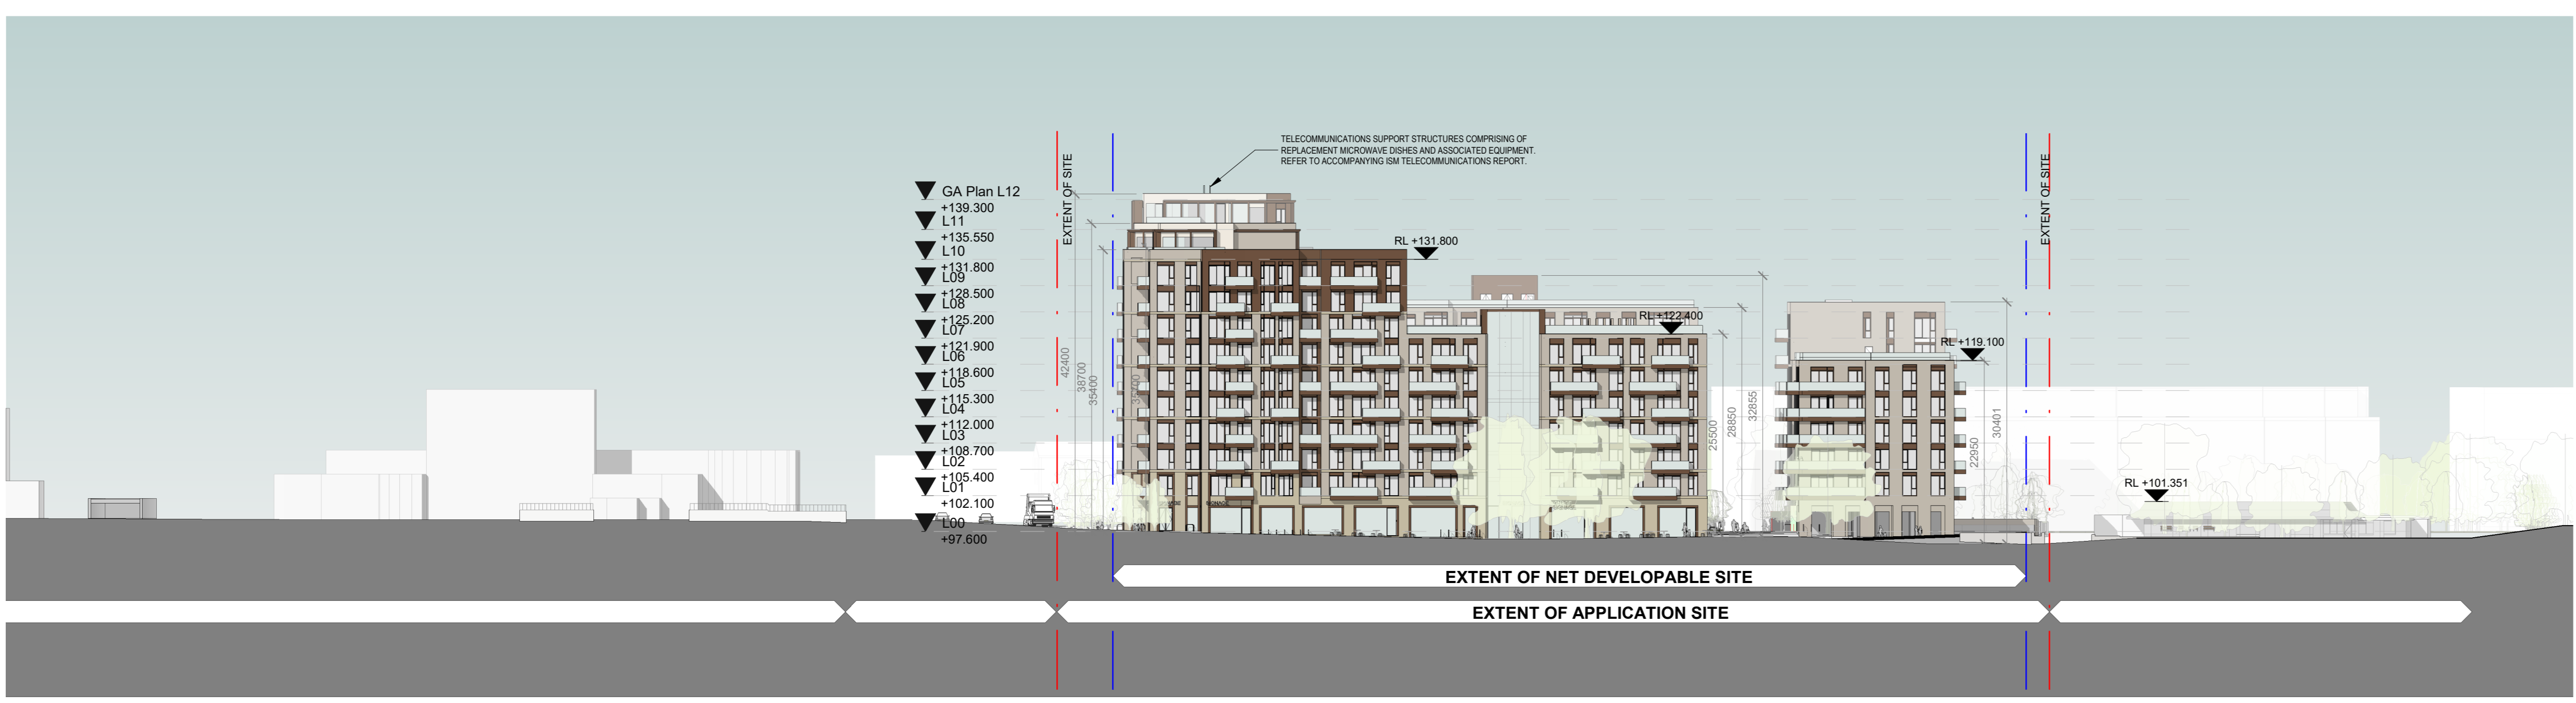 TELECOMMUNICATIONS SUPPORT STRUCTURES COMPRISING OF
REPLACEMENT MICROWAVE DISHES AND ASSOCIATED EQUIPMENT.
REFER TO ACCOMPANYING ISM TELECOMMUNICATIONS REPORT.
EXTENT OF SITE
EXTENT OF SITE
GA Plan L12
+139.300
L11
+135.550
L10
+131.800
L09
+128.500
L08
+125.200
L07
+121.900
L06
+118.600
L05
+115.300
L04
+112.000
L03
+108.700
L02
+105.400
L01
+102.100
L00
+97.600
42400
38700
35400
35700
RL +131.800
RL +122.400
RL +119.100
RL +101.351
25500
28850
32855
22950
30401
SIGNAGE
EXTENT OF NET DEVELOPABLE SITE
EXTENT OF APPLICATION SITE